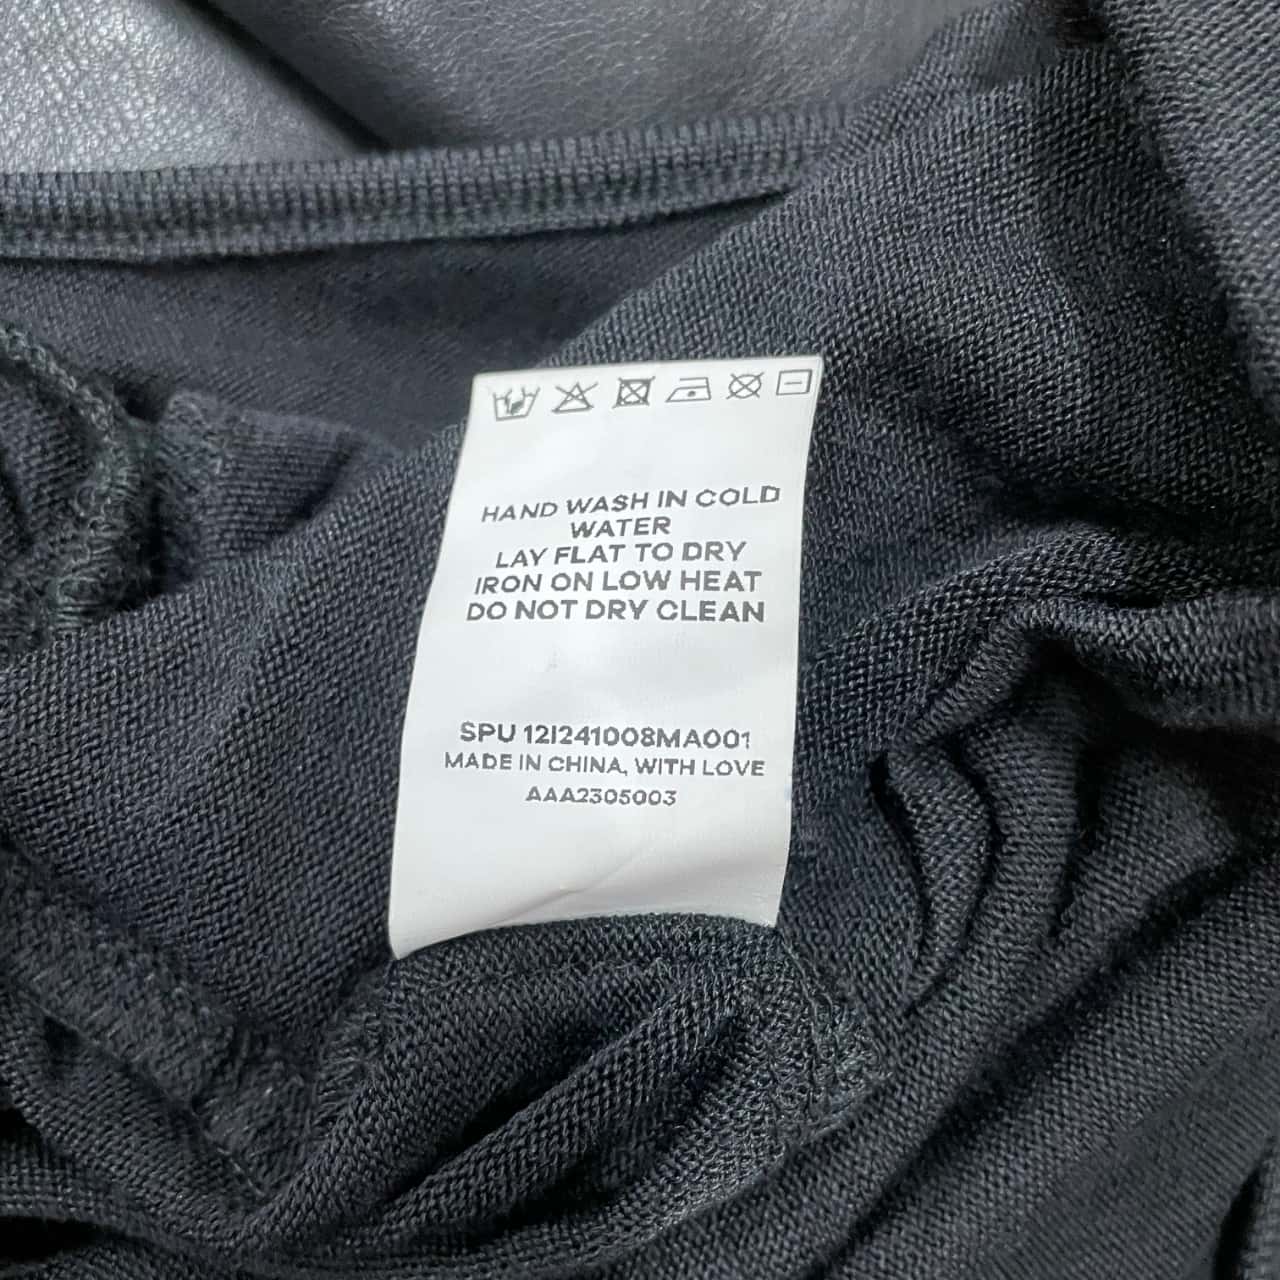 HAND WASH IN COLD
WATER
LAY FLAT TO DRY
IRON ON LOW HEAT
DO NOT DRY CLEAN
SPU 12I241008MA001
MADE IN CHINA, WITH LOVE
AAA2305003